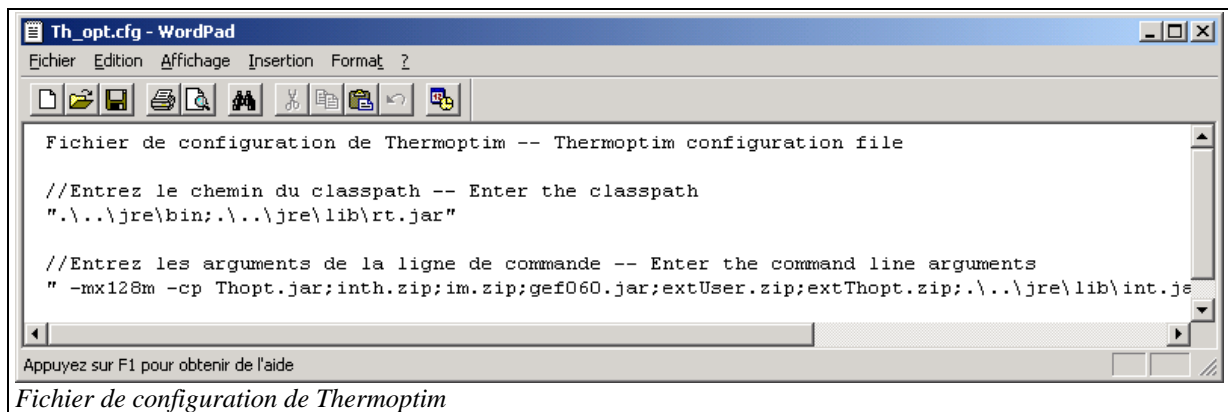 Th_opt.cfg - WordPad
Fichier Edition Affichage Insertion Format ?
Fichier de configuration de Thermoptim -- Thermoptim configuration file
//Entrez le chemin du classpath -- Enter the classpath
".\..\jre\bin;.\..\jre\lib\rt.jar"
//Entrez les arguments de la ligne de commande -- Enter the command line arguments
" -mx128m -cp Thopt.jar;inth.zip;im.zip;gef060.jar;extUser.zip;extThopt.zip;.\..\jre\lib\int.ja
Appuyez sur F1 pour obtenir de l'aide
Fichier de configuration de Thermoptim